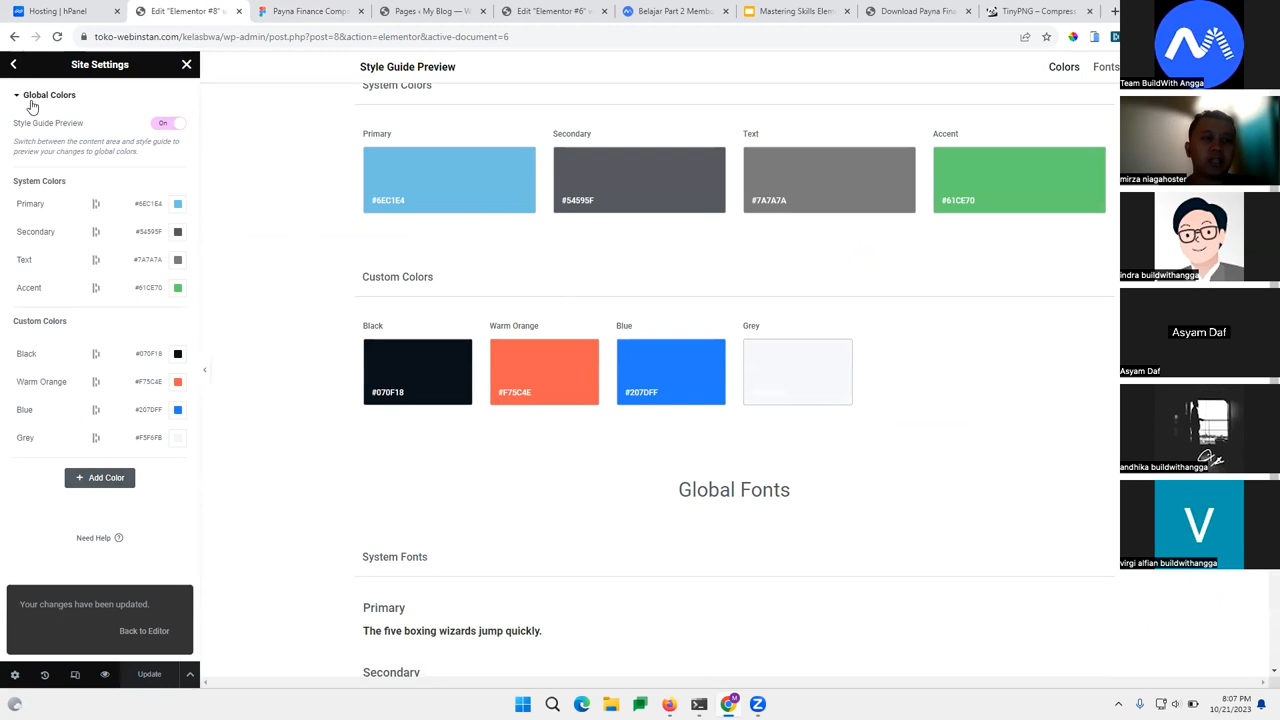 Hosting | hPanel
Edit "Elementor #8"
Payna Finance Comp
Pages ‹ My Blog —
Edit "Elementor #6"
Belajar Part 2 Memb
Mastering Skills Elem
Download Payna Fin
TinyPNG – Compress
toko-webinstan.com/kelasbwa/wp-admin/post.php?post=8&action=elementor&active-document=6
Site Settings
Global Colors
Style Guide Preview
On
Switch between the content area and style guide to
preview your changes to global colors.
System Colors
Primary #6EC1E4
Secondary #54595F
Text #7A7A7A
Accent #61CE70
Custom Colors
Black #070F18
Warm Orange #F75C4E
Blue #207DFF
Grey #F5F6FB
+ Add Color
Need Help
Your changes have been updated.
Back to Editor
Update
Style Guide Preview
Colors Fonts
System Colors
Primary Secondary Text Accent
#6EC1E4 #54595F #7A7A7A #61CE70
Custom Colors
Black Warm Orange Blue Grey
#070F18 #F75C4E #207DFF
Global Fonts
System Fonts
Primary
The five boxing wizards jump quickly.
Secondary
Team BuildWith Angga
mirza niagahoster
indra buildwithangga
Asyam Daf
Asyam Daf
andhika buildwithangga
V
virgi alfian buildwithangga
M
8:07 PM
10/21/2023